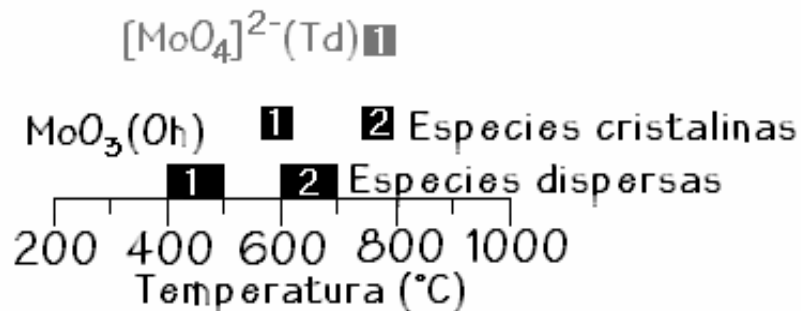 [MoO₄]²⁻(Td) 1
MoO₃(Oh) 1 2 Especies cristalinas
1 2 Especies dispersas
200 400 600 800 1000
Temperatura (°C)